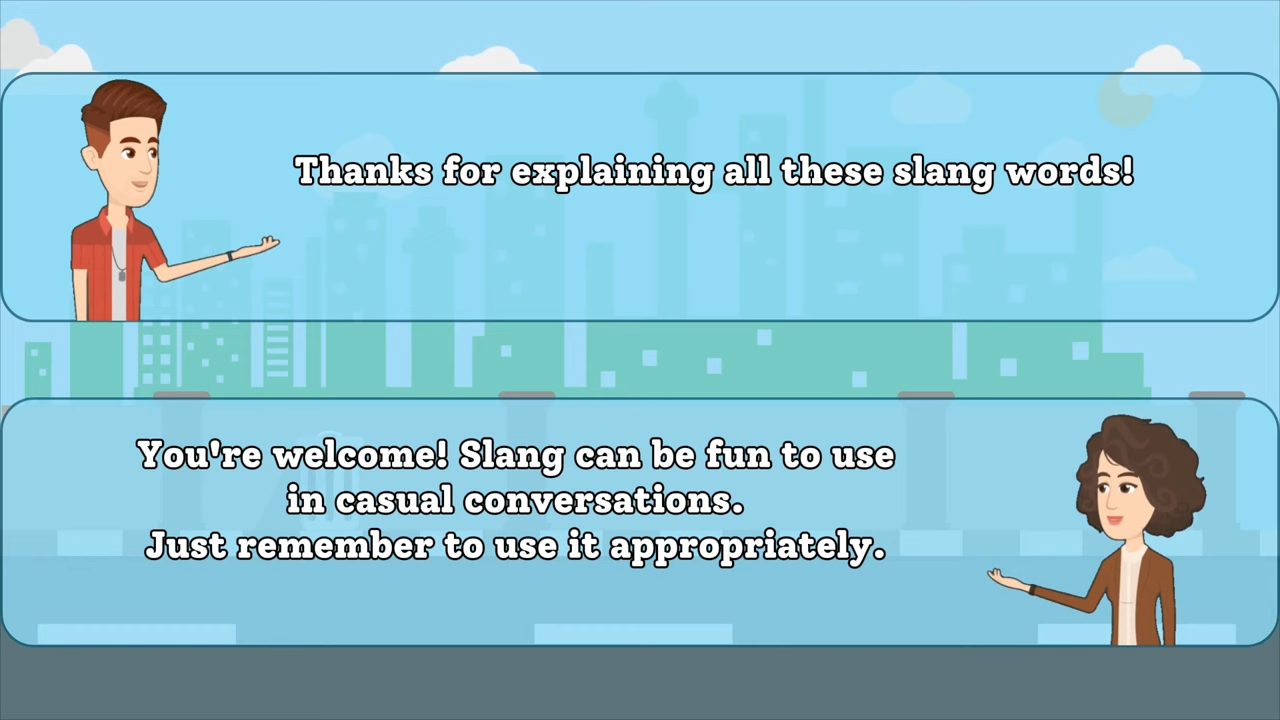 Thanks for explaining all these slang words!
You're welcome! Slang can be fun to use
in casual conversations.
Just remember to use it appropriately.